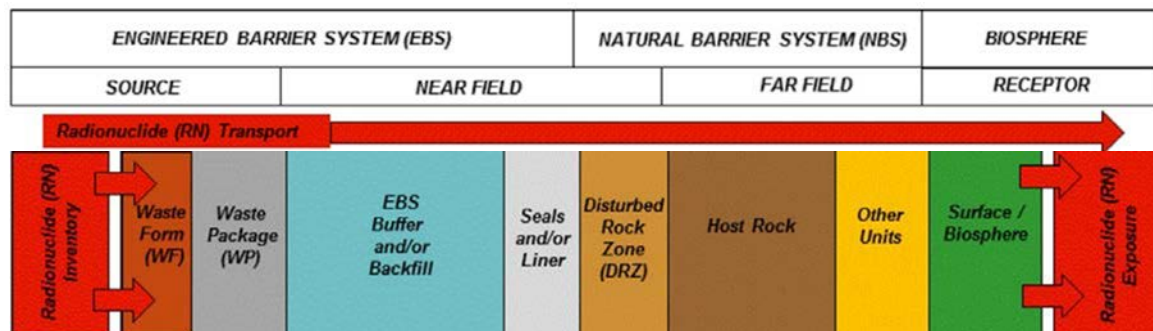 ENGINEERED BARRIER SYSTEM (EBS)
NATURAL BARRIER SYSTEM (NBS)
BIOSPHERE
SOURCE
NEAR FIELD
FAR FIELD
RECEPTOR
Radionuclide (RN) Transport
Radionuclide (RN)
Inventory
Waste
Form
(WF)
Waste
Package
(WP)
EBS
Buffer
and/or
Backfill
Seals
and/or
Liner
Disturbed
Rock
Zone
(DRZ)
Host Rock
Other
Units
Surface /
Biosphere
Radionuclide (RN)
Exposure